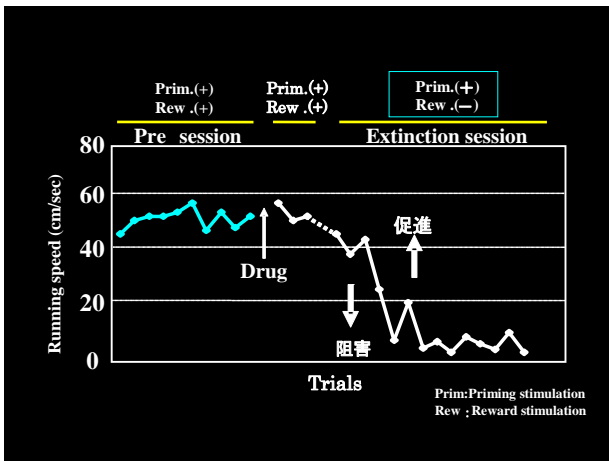 Prim.(+)
Rew .(+)
Prim.(+)
Rew .(+)
Prim.(+)
Rew .(−)
Pre session
Extinction session
Running speed (cm/sec)
80
60
40
20
0
Drug
促進
阻害
Trials
Prim:Priming stimulation
Rew：Reward stimulation